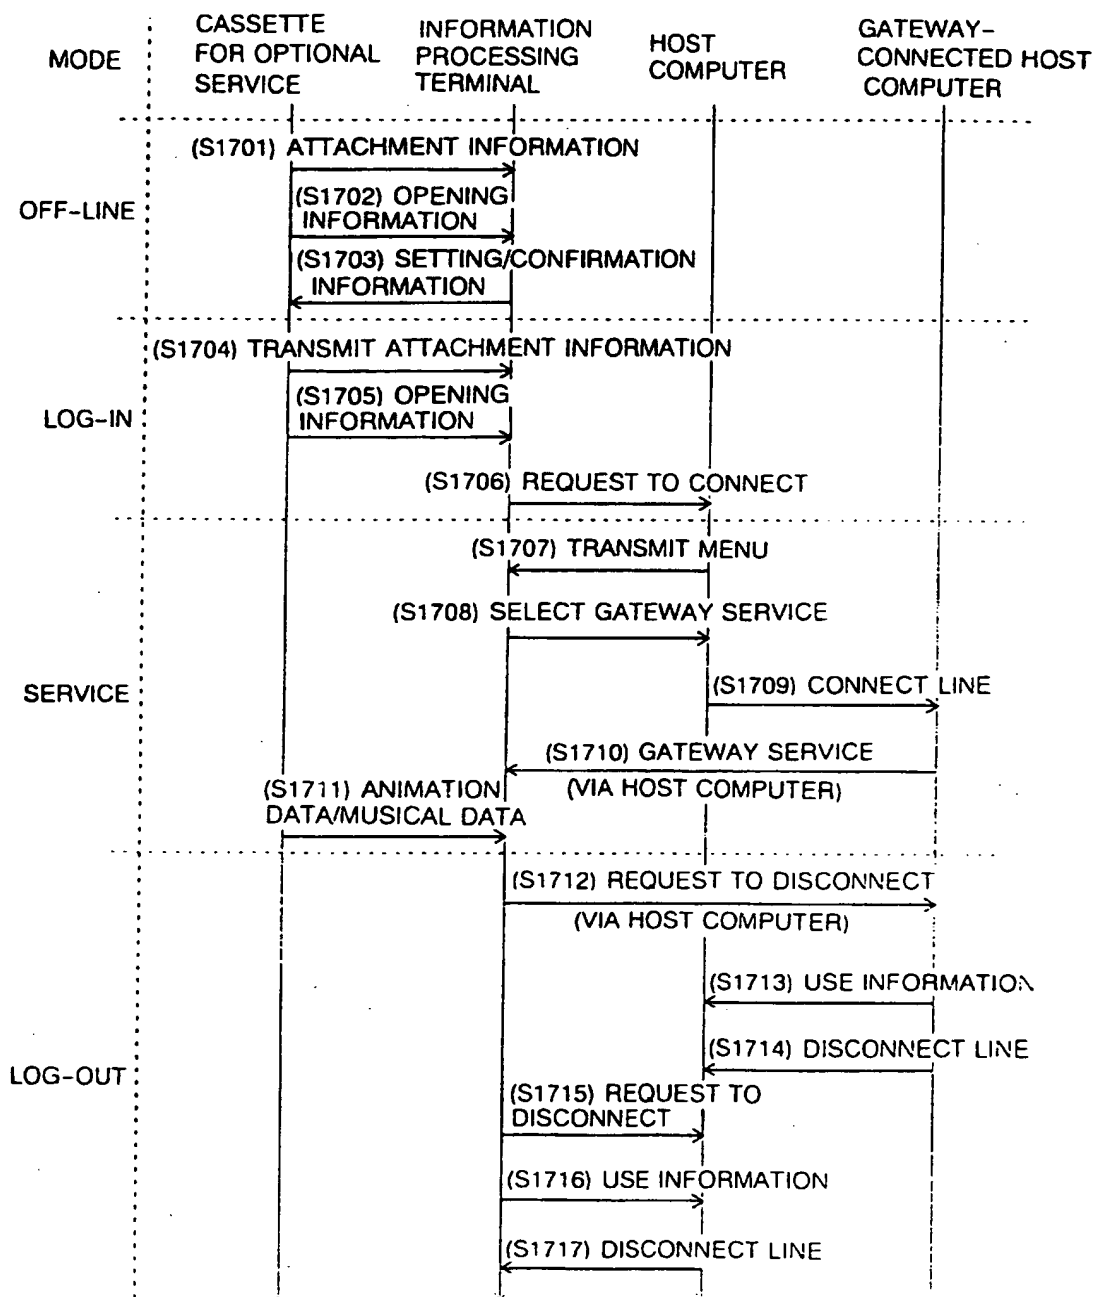 MODE
CASSETTE
FOR OPTIONAL
SERVICE
INFORMATION
PROCESSING
TERMINAL
HOST
COMPUTER
GATEWAY-
CONNECTED HOST
COMPUTER
OFF-LINE
(S1701) ATTACHMENT INFORMATION
(S1702) OPENING
INFORMATION
(S1703) SETTING/CONFIRMATION
INFORMATION
LOG-IN
(S1704) TRANSMIT ATTACHMENT INFORMATION
(S1705) OPENING
INFORMATION
(S1706) REQUEST TO CONNECT
SERVICE
(S1707) TRANSMIT MENU
(S1708) SELECT GATEWAY SERVICE
(S1709) CONNECT LINE
(S1710) GATEWAY SERVICE
(VIA HOST COMPUTER)
(S1711) ANIMATION
DATA/MUSICAL DATA
LOG-OUT
(S1712) REQUEST TO DISCONNECT
(VIA HOST COMPUTER)
(S1713) USE INFORMATION
(S1714) DISCONNECT LINE
(S1715) REQUEST TO
DISCONNECT
(S1716) USE INFORMATION
(S1717) DISCONNECT LINE